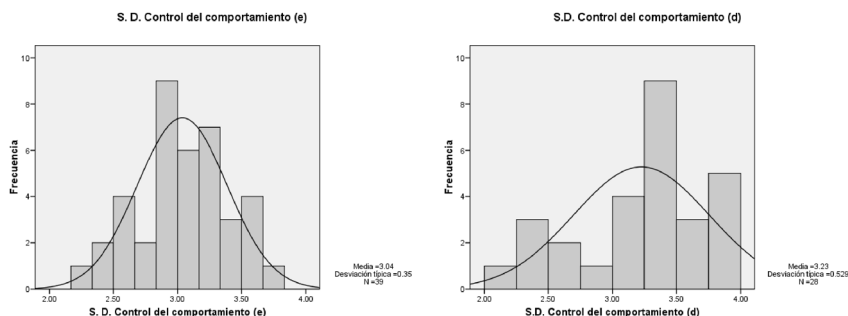 S. D. Control del comportamiento (e)
10
8
6
4
2
0
Frecuencia
2.00 2.50 3.00 3.50 4.00
S. D. Control del comportamiento (e)
Media =3.04
Desviación típica =0.35
N =39
S.D. Control del comportamiento (d)
10
8
6
4
2
0
Frecuencia
2.00 2.50 3.00 3.50 4.00
S.D. Control del comportamiento (d)
Media =3.23
Desviación típica =0.529
N =28